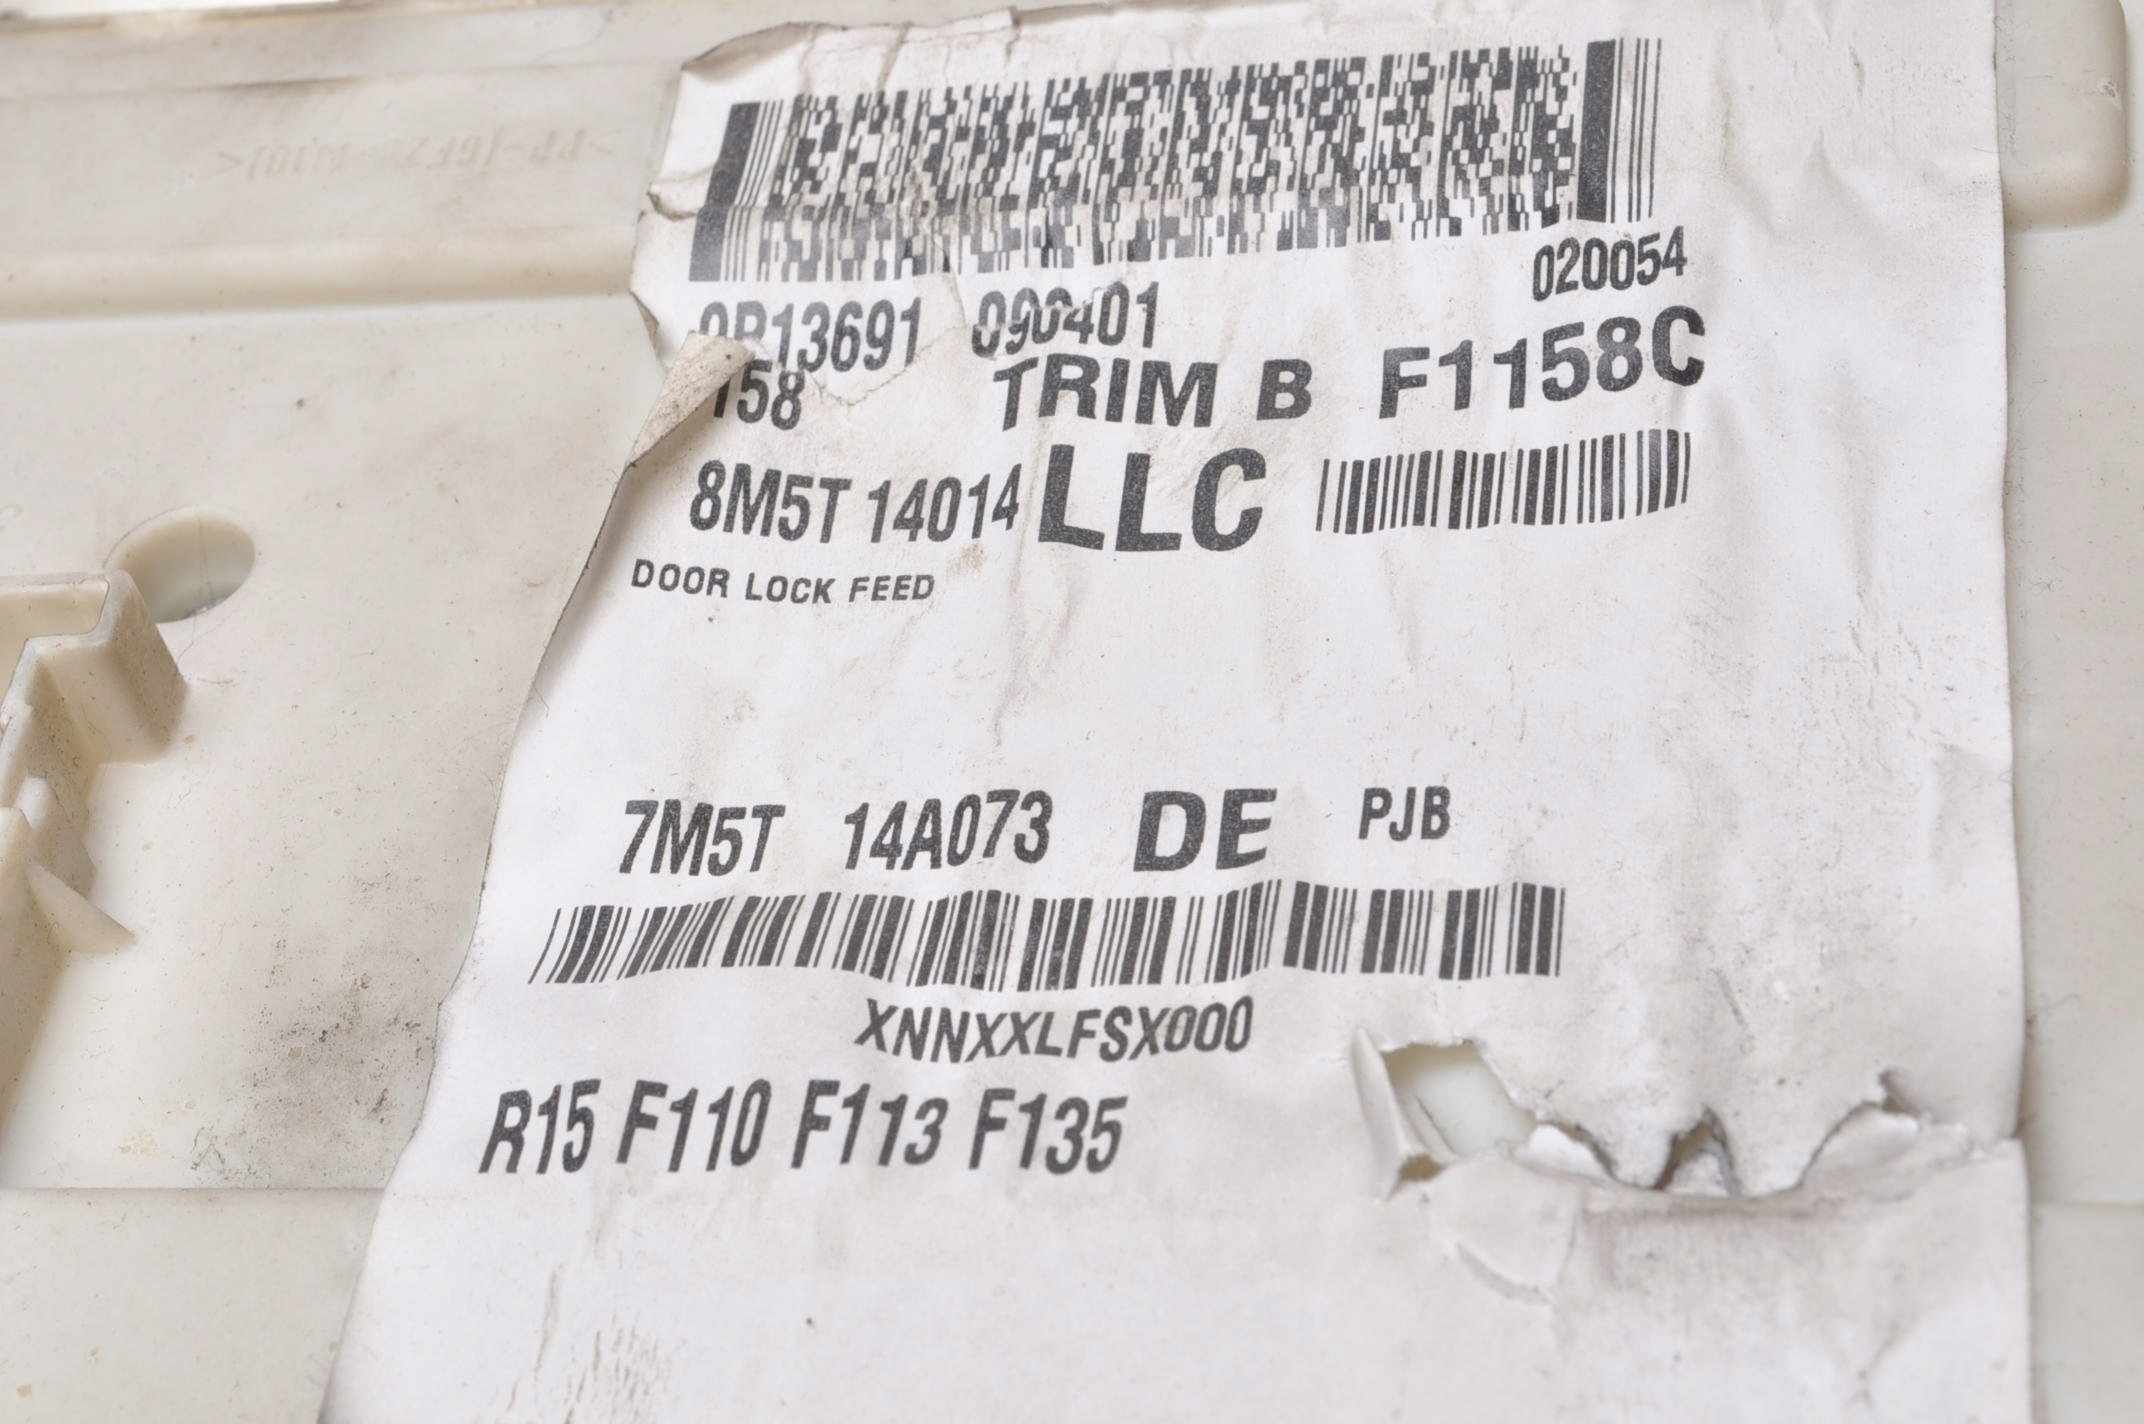 020054
13691 090401
158 TRIM B F1158C
8M5T 14014 LLC
DOOR LOCK FEED
7M5T 14A073 DE PJB
XNNXXLFSX000
R15 F110 F113 F135